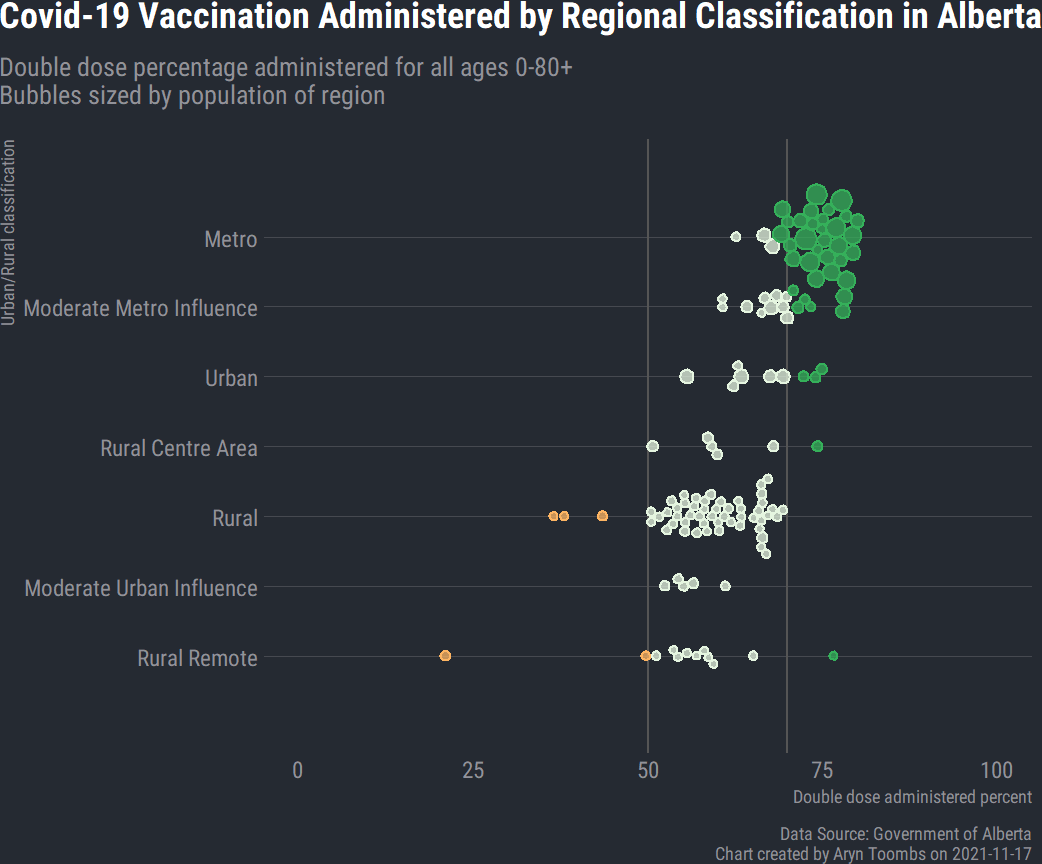 Covid-19 Vaccination Administered by Regional Classification in Alberta
Double dose percentage administered for all ages 0-80+
Bubbles sized by population of region
Urban/Rural classification
Metro
Moderate Metro Influence
Urban
Rural Centre Area
Rural
Moderate Urban Influence
Rural Remote
0 25 50 75 100
Double dose administered percent
Data Source: Government of Alberta
Chart created by Aryn Toombs on 2021-11-17